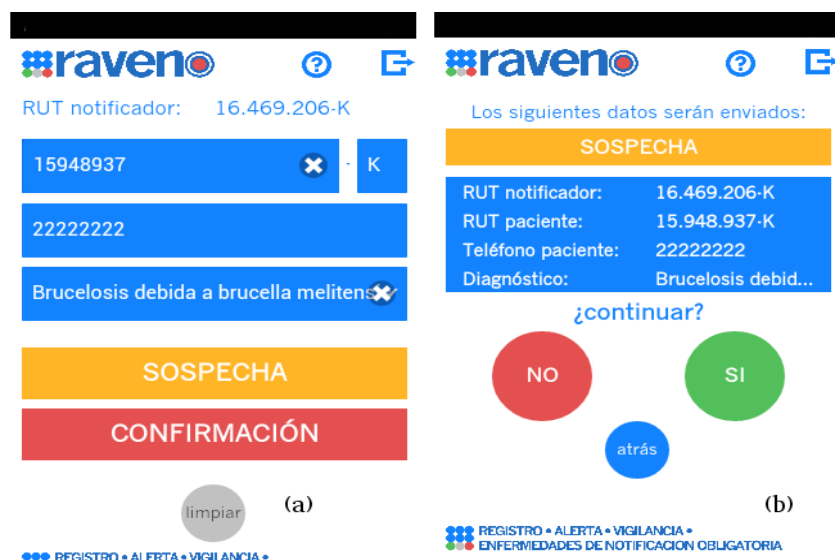 raveno
RUT notificador: 16.469.206-K
15948937 - K
22222222
Brucelosis debida a brucella melitens
SOSPECHA
CONFIRMACIÓN
limpiar
(a)
REGISTRO • ALERTA • VIGILANCIA •
raveno
Los siguientes datos serán enviados:
SOSPECHA
RUT notificador: 16.469.206-K
RUT paciente: 15.948.937-K
Teléfono paciente: 22222222
Diagnóstico: Brucelosis debid...
¿continuar?
NO SI
atrás
(b)
REGISTRO • ALERTA • VIGILANCIA •
ENFERMEDADES DE NOTIFICACION OBLIGATORIA